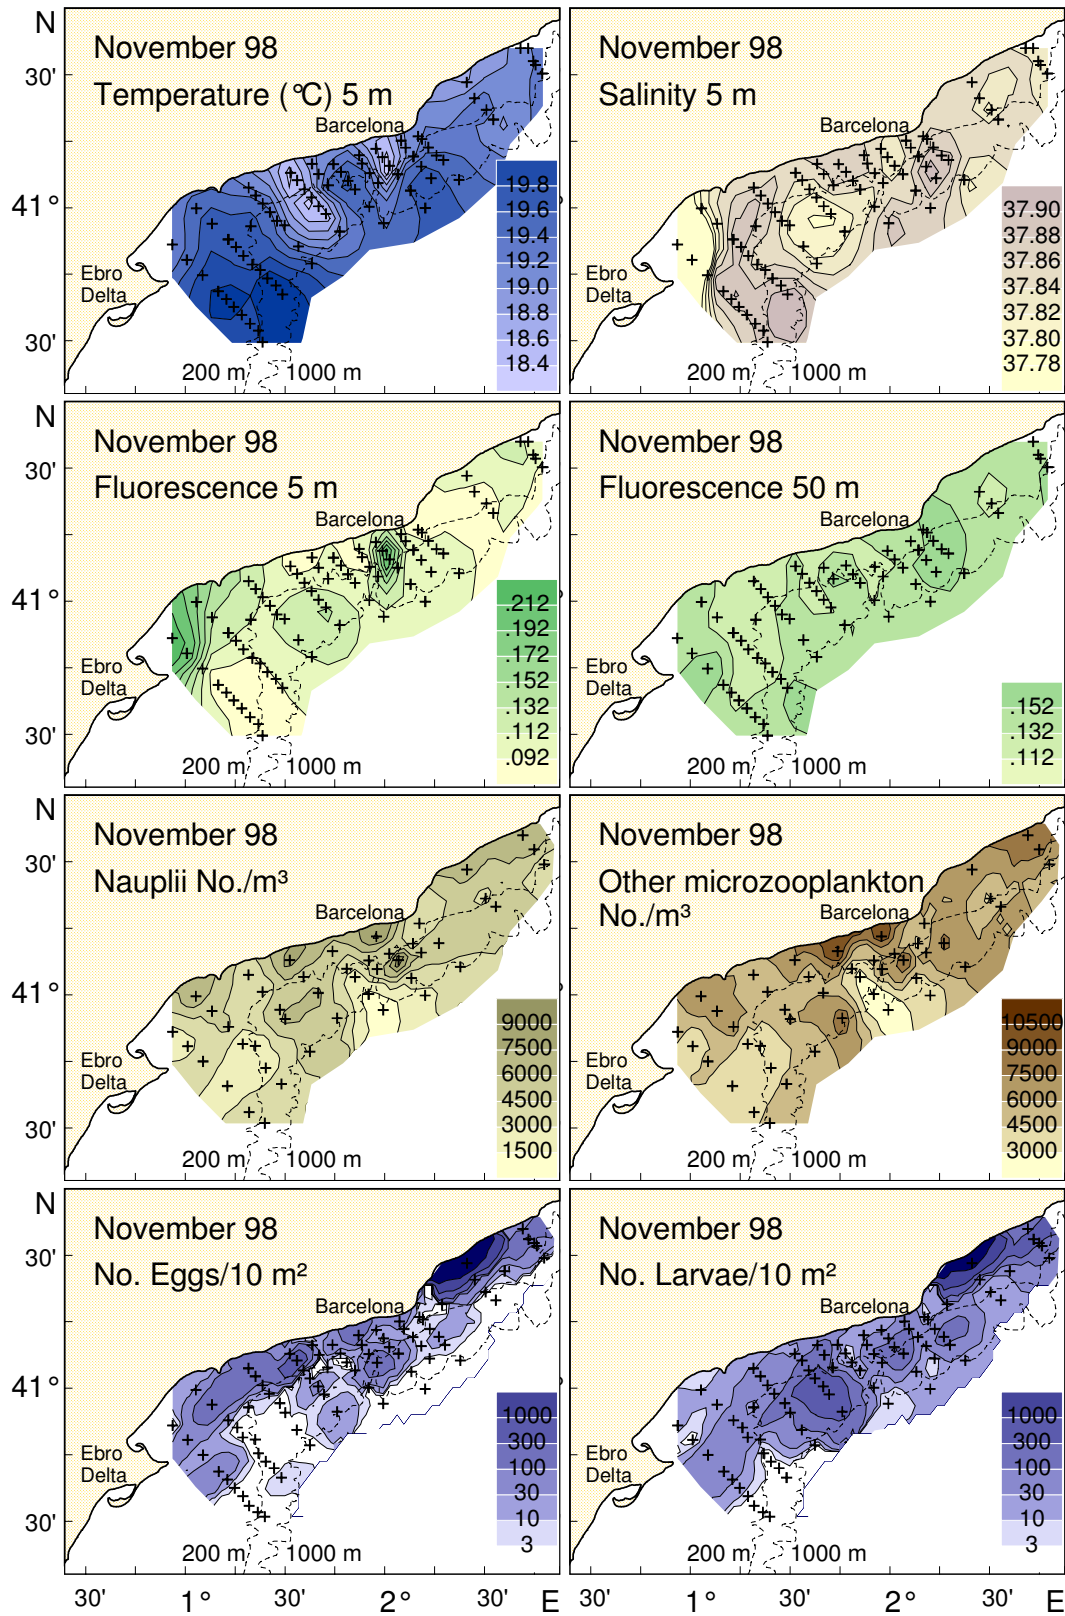 N
November 98
Temperature (°C) 5 m
Barcelona
30'
41°
30'
Ebro
Delta
200 m
1000 m
19.8
19.6
19.4
19.2
19.0
18.8
18.6
18.4
November 98
Salinity 5 m
Barcelona
Ebro
Delta
200 m
1000 m
37.90
37.88
37.86
37.84
37.82
37.80
37.78
N
November 98
Fluorescence 5 m
Barcelona
30'
41°
30'
Ebro
Delta
200 m
1000 m
.212
.192
.172
.152
.132
.112
.092
November 98
Fluorescence 50 m
Barcelona
Ebro
Delta
200 m
1000 m
.152
.132
.112
N
November 98
Nauplii No./m³
Barcelona
30'
41°
30'
Ebro
Delta
200 m
1000 m
9000
7500
6000
4500
3000
1500
November 98
Other microzooplankton
No./m³
Barcelona
Ebro
Delta
200 m
1000 m
10500
9000
7500
6000
4500
3000
N
November 98
No. Eggs/10 m²
Barcelona
30'
41°
30'
Ebro
Delta
200 m
1000 m
1000
300
100
30
10
3
November 98
No. Larvae/10 m²
Barcelona
Ebro
Delta
200 m
1000 m
1000
300
100
30
10
3
30' 1° 30' 2° 30' E
30' 1° 30' 2° 30' E